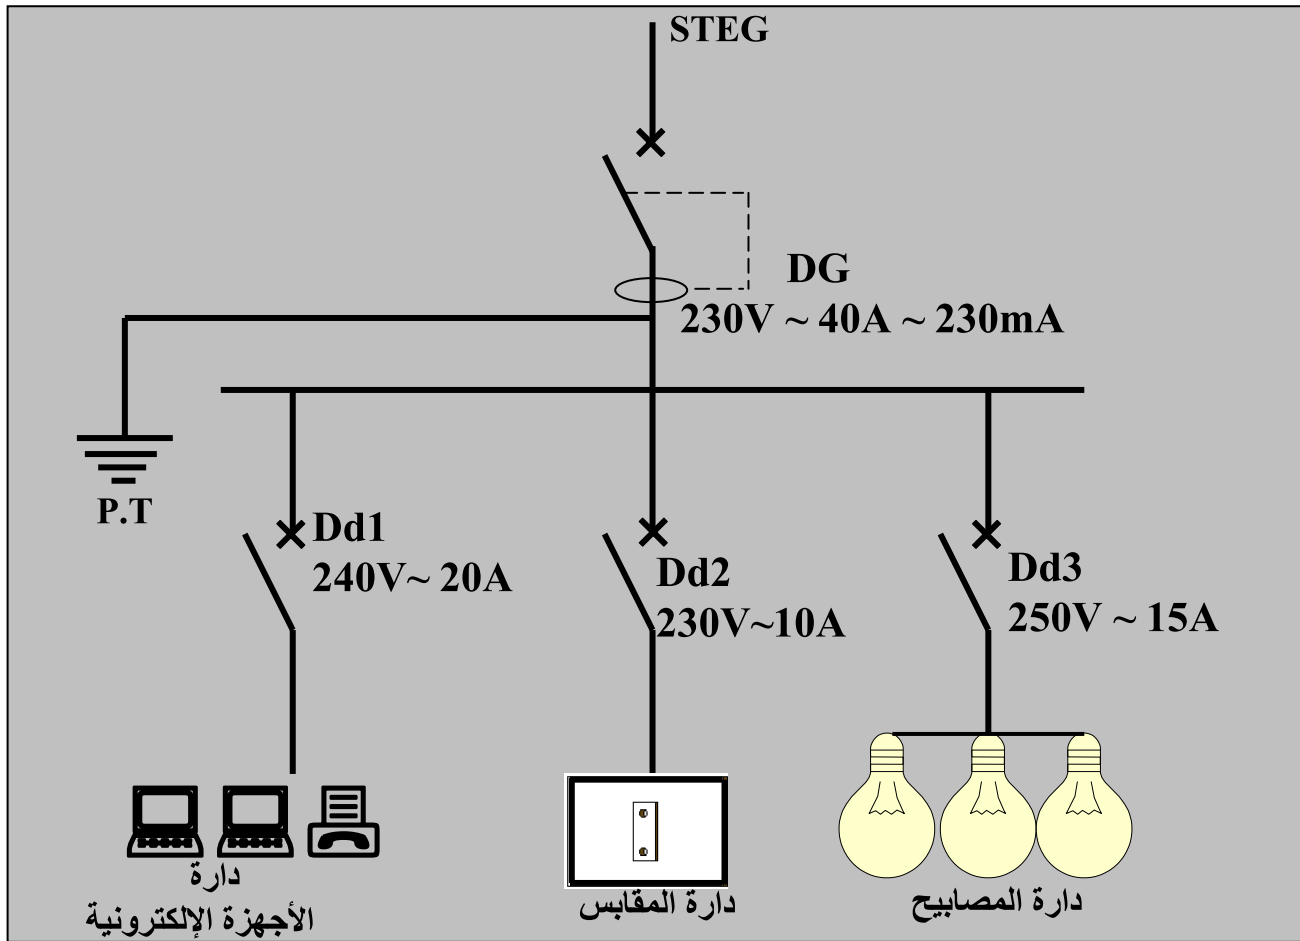 STEG
DG
230V ~ 40A ~ 230mA
P.T
Dd1
240V~ 20A
Dd2
230V~10A
Dd3
250V ~ 15A
دارة
الأجهزة الإلكترونية
دارة المقابس
دارة المصابيح